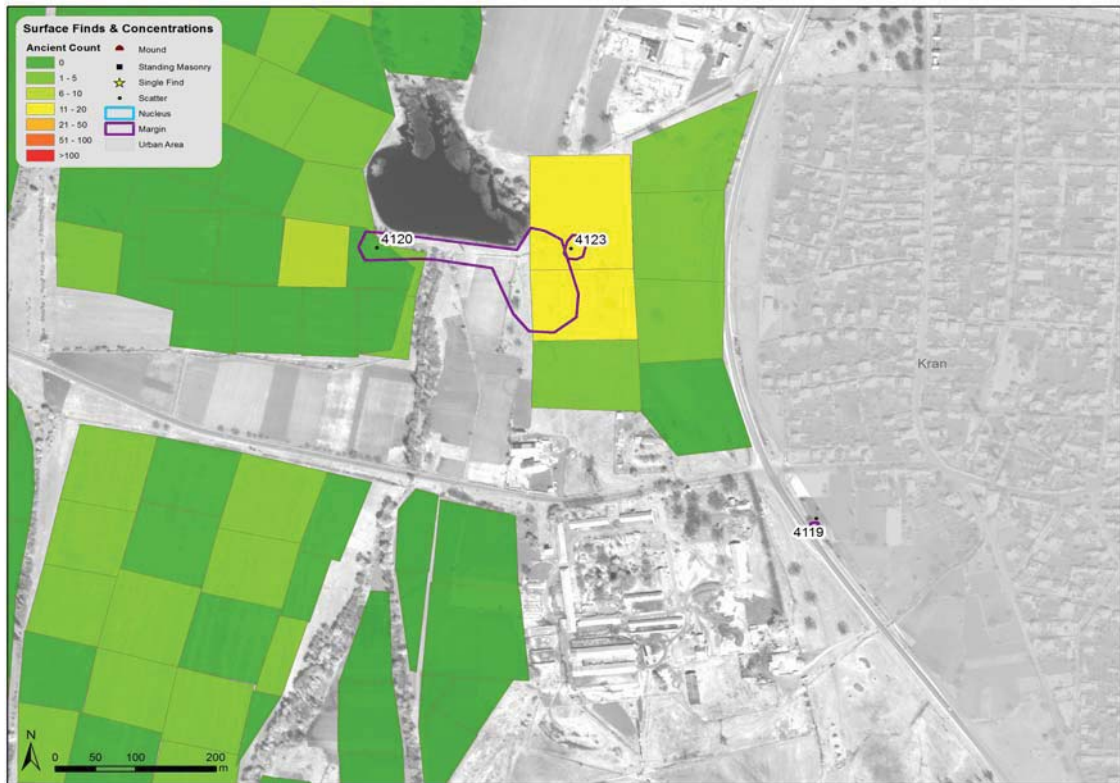 Surface Finds & Concentrations
Ancient Count
0
1 - 5
6 - 10
11 - 20
21 - 50
51 - 100
>100
Mound
Standing Masonry
Single Find
Scatter
Nucleus
Margin
Urban Area
4120
4123
Kran
4119
N
0 50 100 200
m